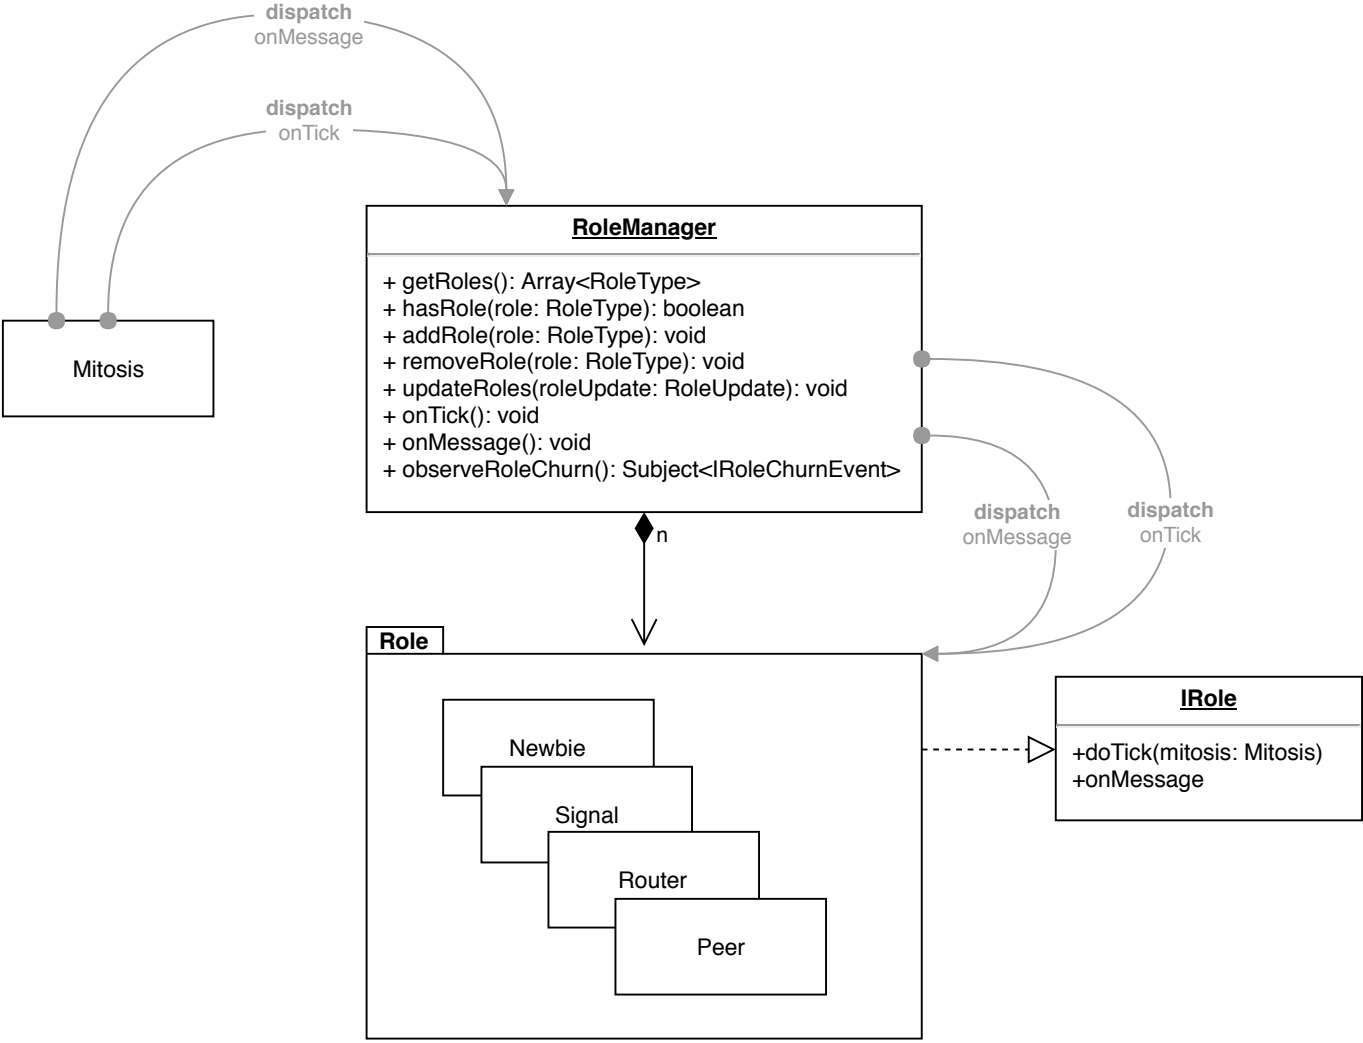 dispatch
onMessage
dispatch
onTick
RoleManager
+ getRoles(): Array<RoleType>
+ hasRole(role: RoleType): boolean
+ addRole(role: RoleType): void
+ removeRole(role: RoleType): void
+ updateRoles(roleUpdate: RoleUpdate): void
+ onTick(): void
+ onMessage(): void
+ observeRoleChurn(): Subject<IRoleChurnEvent>
Mitosis
dispatch
onMessage
dispatch
onTick
n
Role
Newbie
Signal
Router
Peer
IRole
+doTick(mitosis: Mitosis)
+onMessage